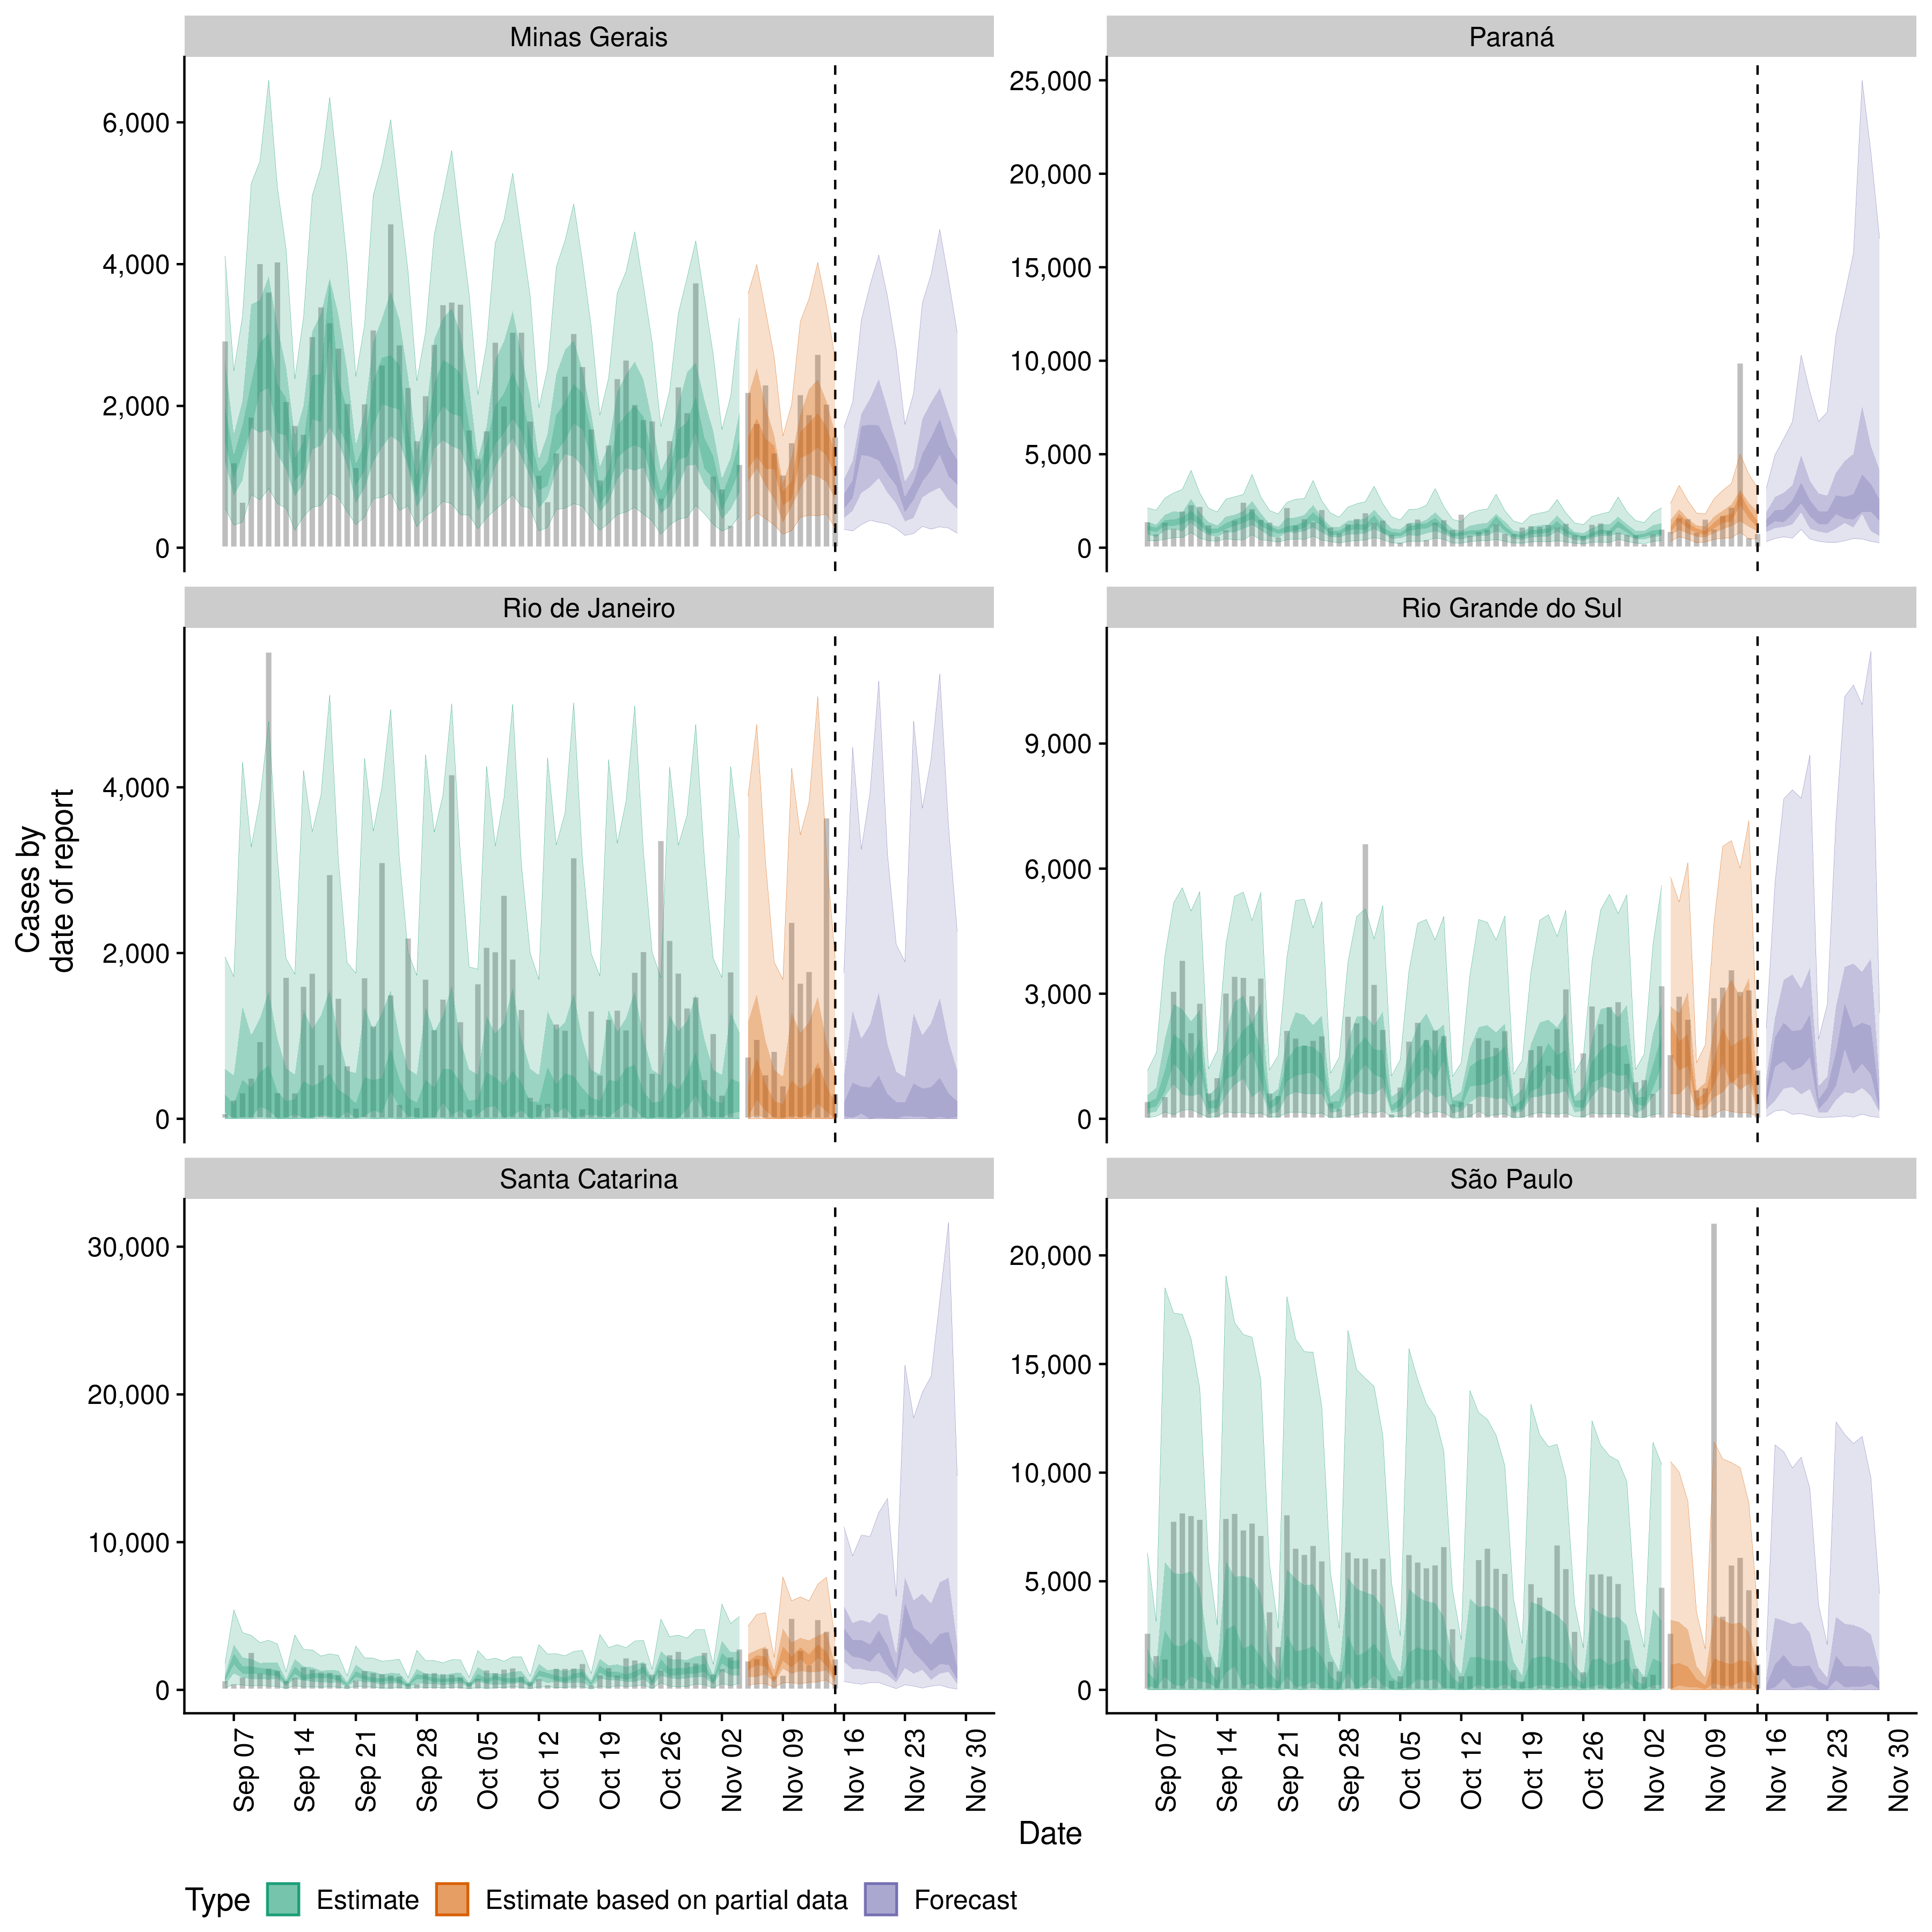 Minas Gerais
6,000
4,000
2,000
0
Paraná
25,000
20,000
15,000
10,000
5,000
0
Rio de Janeiro
4,000
2,000
0
Rio Grande do Sul
9,000
6,000
3,000
0
Cases by
date of report
Santa Catarina
30,000
20,000
10,000
0
São Paulo
20,000
15,000
10,000
5,000
0
Sep 07
Sep 14
Sep 21
Sep 28
Oct 05
Oct 12
Oct 19
Oct 26
Nov 02
Nov 09
Nov 16
Nov 23
Nov 30
Sep 07
Sep 14
Sep 21
Sep 28
Oct 05
Oct 12
Oct 19
Oct 26
Nov 02
Nov 09
Nov 16
Nov 23
Nov 30
Date
Type Estimate Estimate based on partial data Forecast